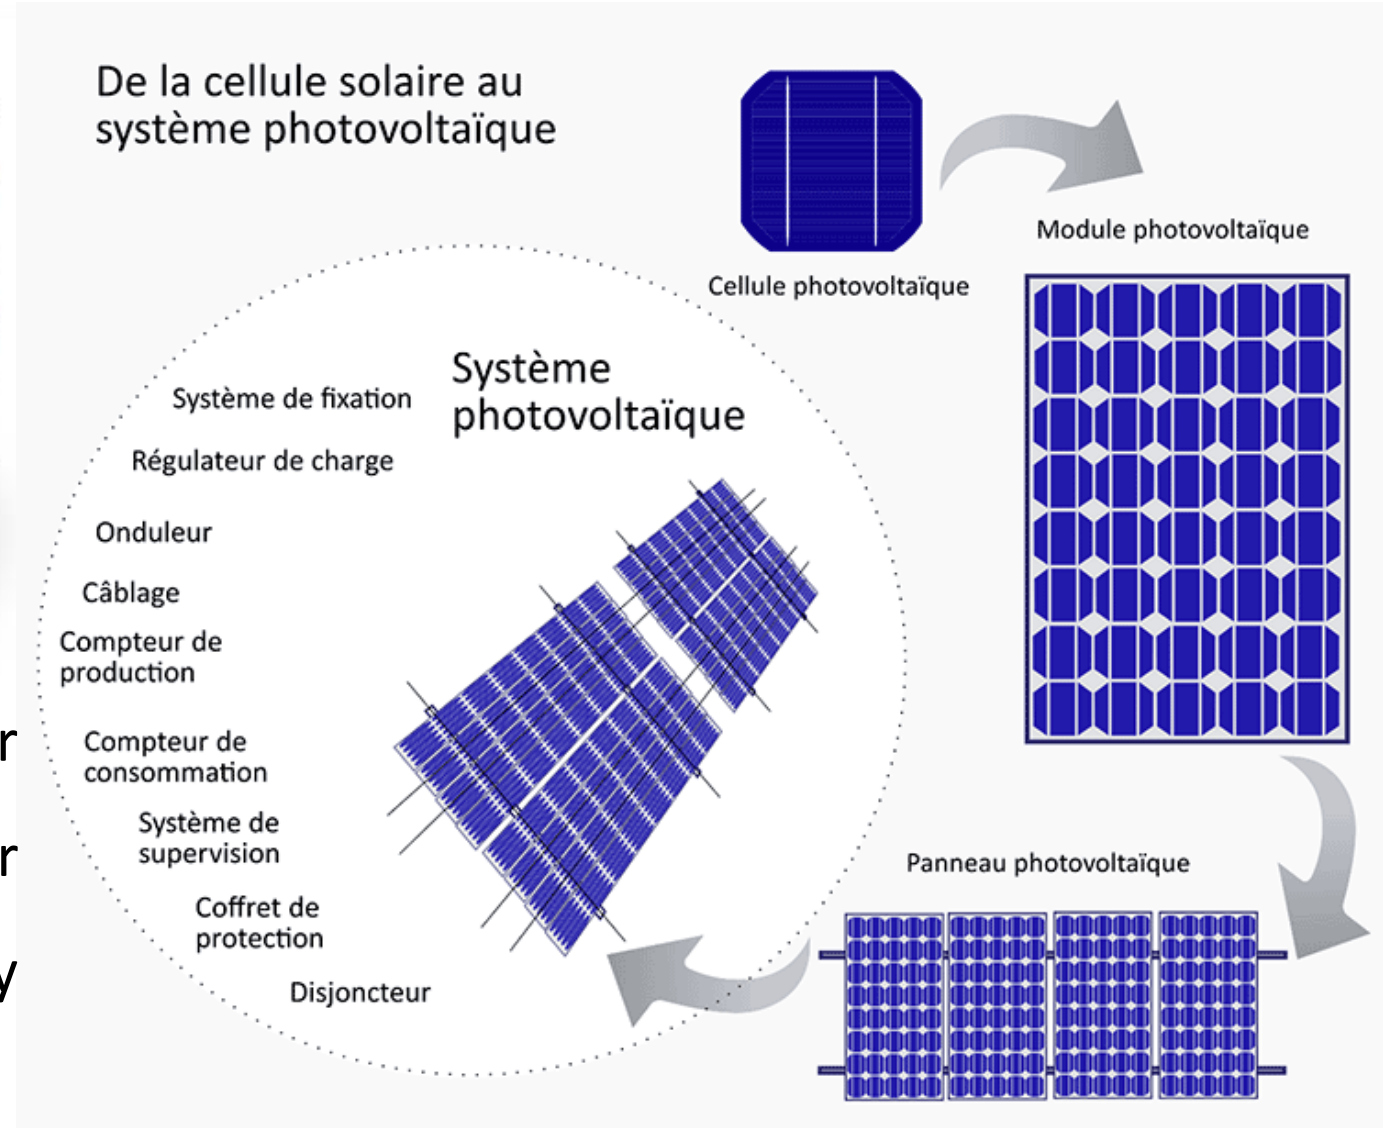 De la cellule solaire au
système photovoltaïque
Cellule photovoltaïque
Module photovoltaïque
Système
photovoltaïque
Système de fixation
Régulateur de charge
Onduleur
Câblage
Compteur de
production
Compteur de
consommation
Système de
supervision
Coffret de
protection
Disjoncteur
Panneau photovoltaïque
r
r
y